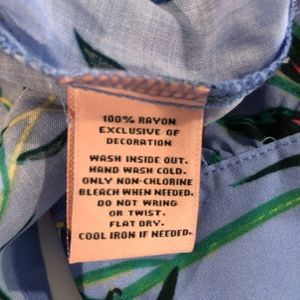 100% RAYON
EXCLUSIVE OF
DECORATION
WASH INSIDE OUT.
HAND WASH COLD.
ONLY NON-CHLORINE
BLEACH WHEN NEEDED.
DO NOT WRING
OR TWIST.
FLAT DRY.
COOL IRON IF NEEDED.